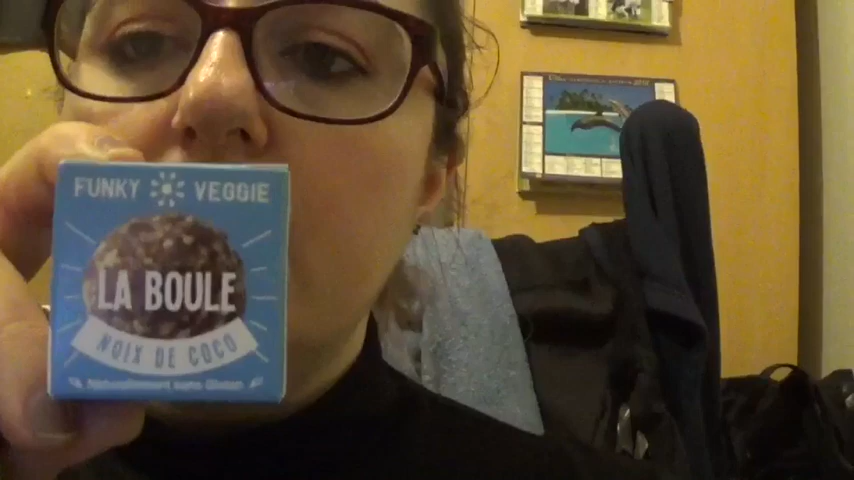 FUNKY VEGGIE
LA BOULE
NOIX DE COCO
Naturellement sans Gluten